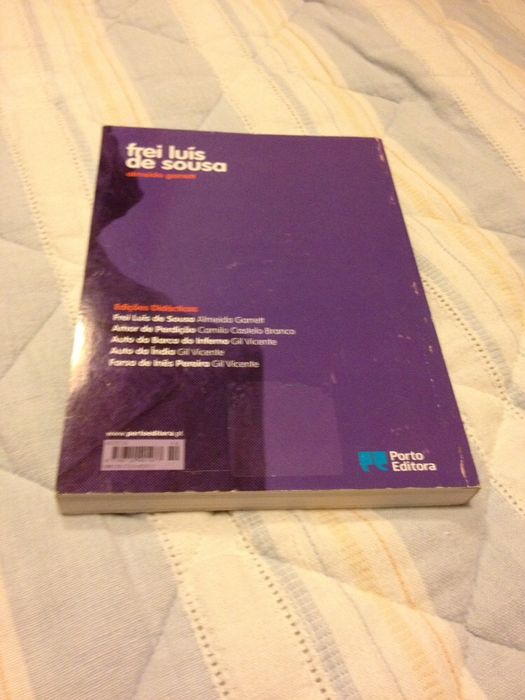 frei luís
de sousa
almeida garrett
Edições Didácticas
Frei Luís de Sousa Almeida Garrett
Amor de Perdição Camilo Castelo Branco
Auto da Barca do Inferno Gil Vicente
Auto da Índia Gil Vicente
Farsa de Inês Pereira Gil Vicente
www.portoeditora.pt
Porto
Editora